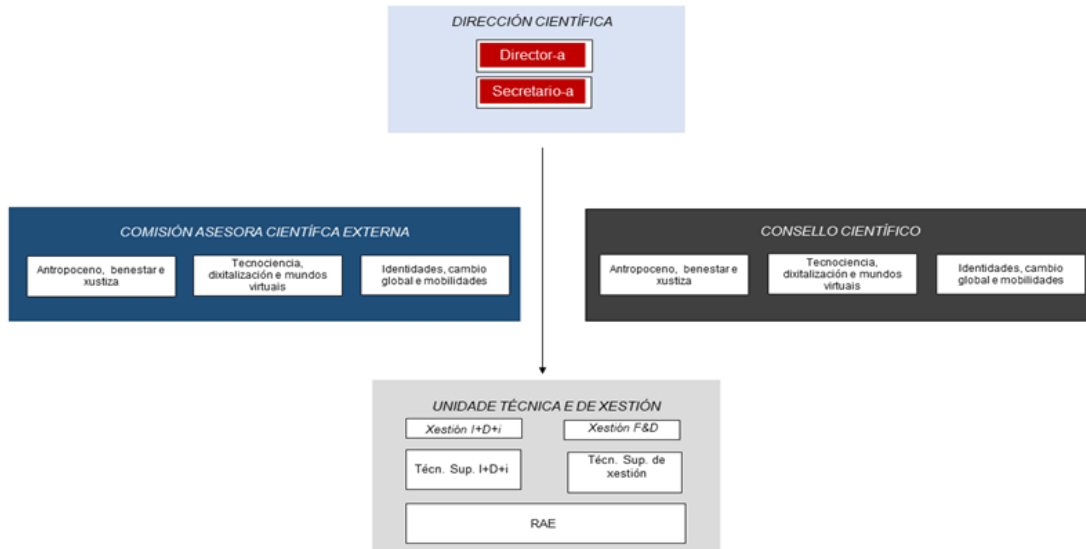 DIRECCIÓN CIENTÍFICA
Director-a
Secretario-a
COMISIÓN ASESORA CIENTÍFCA EXTERNA
Antropoceno, benestar e
xustiza
Tecnociencia,
dixitalización e mundos
virtuais
Identidades, cambio
global e mobilidades
CONSELLO CIENTÍFICO
Antropoceno, benestar e
xustiza
Tecnociencia,
dixitalización e mundos
virtuais
Identidades, cambio
global e mobilidades
UNIDADE TÉCNICA E DE XESTIÓN
Xestión I+D+i
Xestión F&D
Técn. Sup. I+D+i
Técn. Sup. de
xestión
RAE